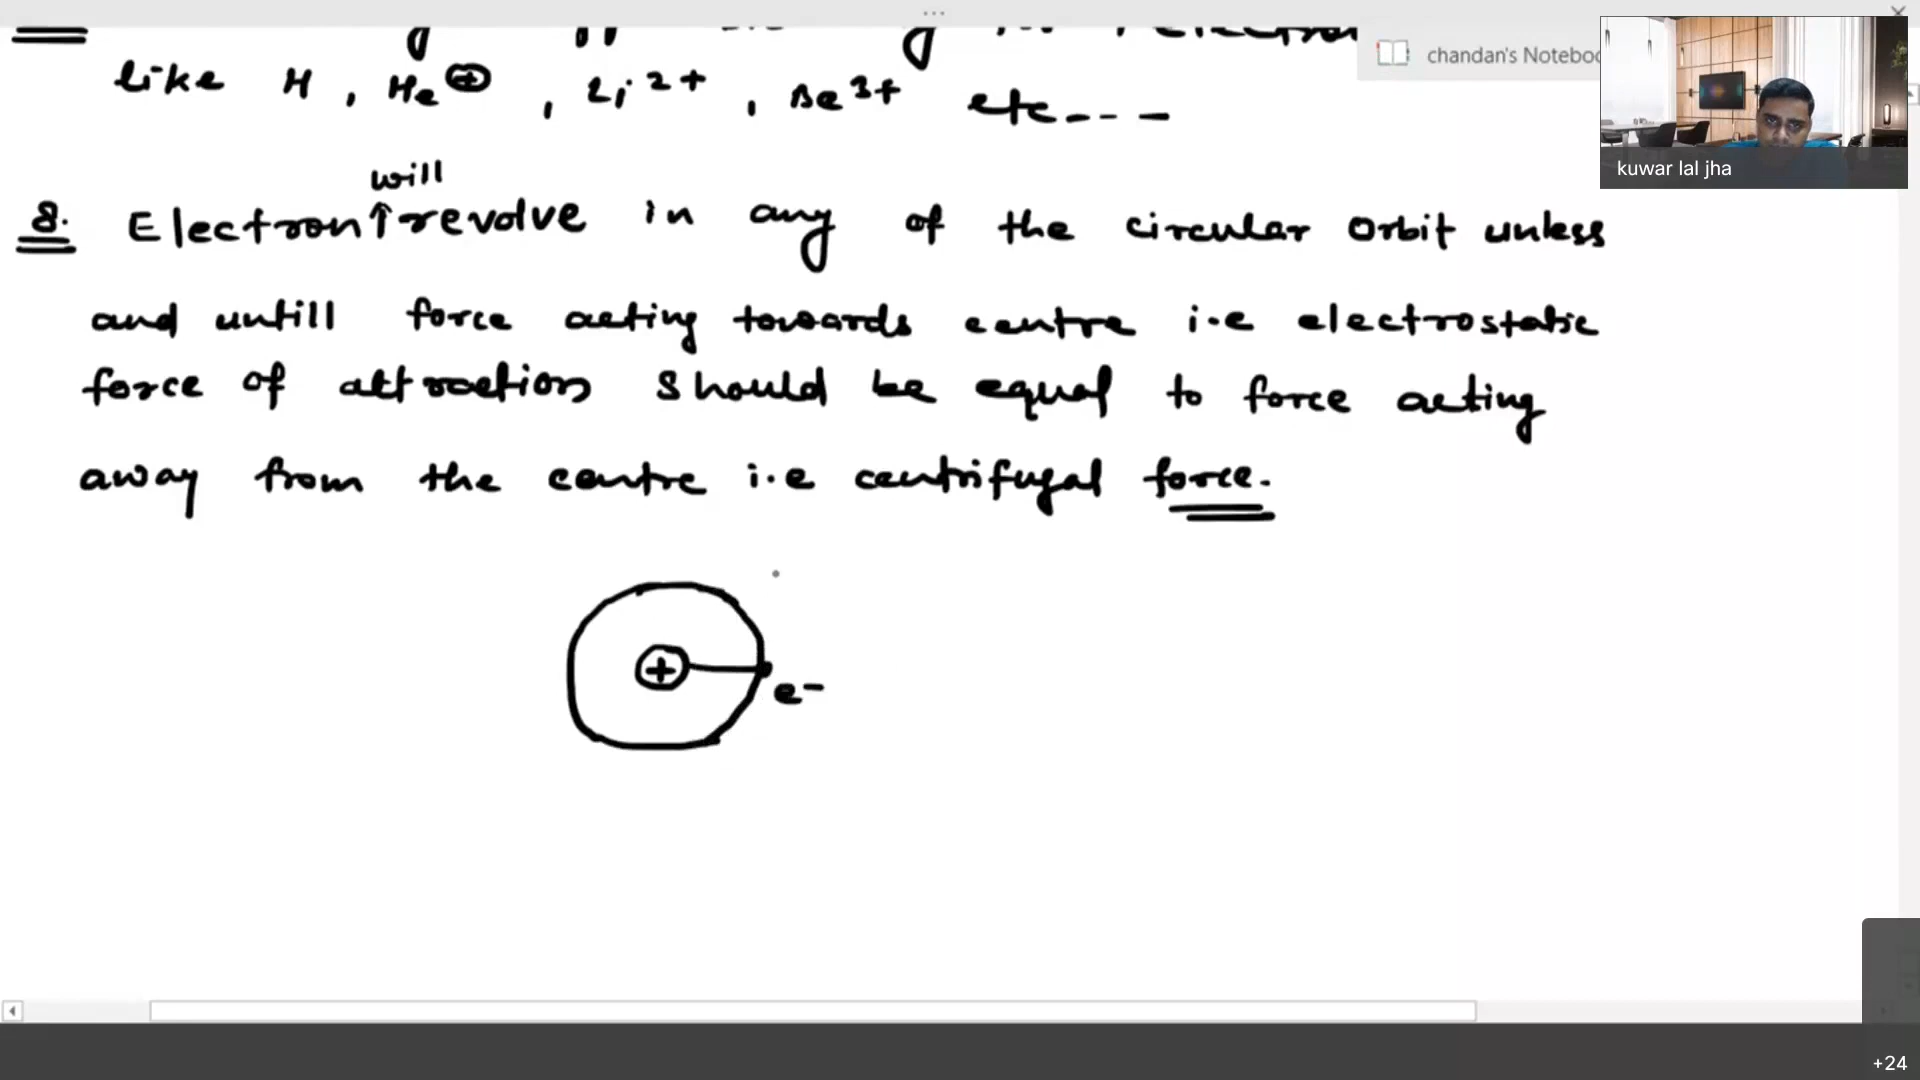 like H, He⊕, Li²⁺, Be³⁺ etc---
chandan's Noteboo
kuwar lal jha
will
8. Electron↑revolve in any of the circular orbit unless
and untill force acting towards centre i.e electrostatic
force of attraction should be equal to force acting
away from the centre i.e centrifugal force.
+
e-
+24